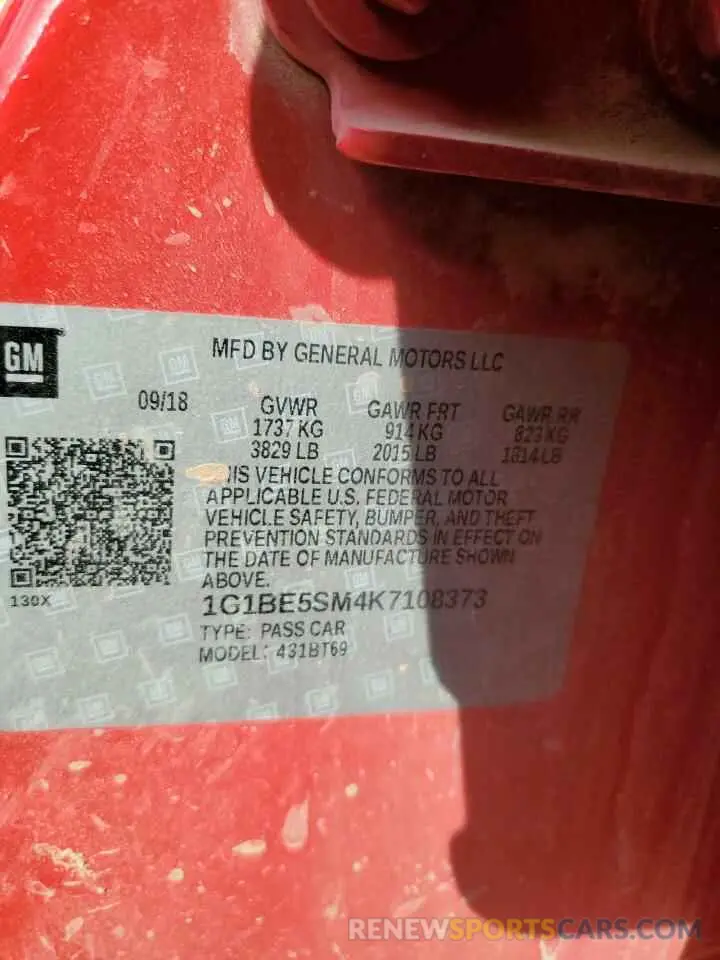 GM
MFD BY GENERAL MOTORS LLC
09/18 GVWR GAWR FRT GAWR RR
1737 KG 914 KG 823 KG
3829 LB 2015 LB 1814 LB
IS VEHICLE CONFORMS TO ALL
APPLICABLE U.S. FEDERAL MOTOR
VEHICLE SAFETY, BUMPER, AND THEFT
PREVENTION STANDARDS IN EFFECT ON
THE DATE OF MANUFACTURE SHOWN
ABOVE.
130X
1G1BE5SM4K7108373
TYPE: PASS CAR
MODEL: 431BT69
RENEWSPORTSCARS.COM